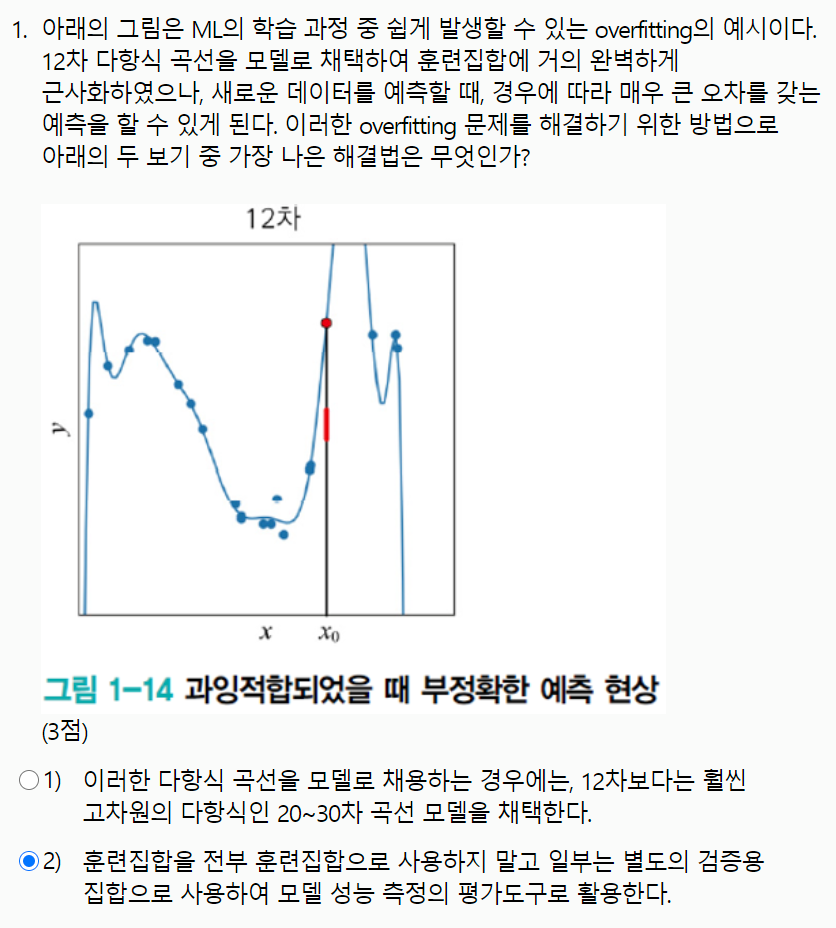 1. 아래의 그림은 ML의 학습 과정 중 쉽게 발생할 수 있는 overfitting의 예시이다.
12차 다항식 곡선을 모델로 채택하여 훈련집합에 거의 완벽하게
근사화하였으나, 새로운 데이터를 예측할 때, 경우에 따라 매우 큰 오차를 갖는
예측을 할 수 있게 된다. 이러한 overfitting 문제를 해결하기 위한 방법으로
아래의 두 보기 중 가장 나은 해결법은 무엇인가?
12차
y
x x₀
그림 1-14 과잉적합되었을 때 부정확한 예측 현상
(3점)
1) 이러한 다항식 곡선을 모델로 채용하는 경우에는, 12차보다는 훨씬
고차원의 다항식인 20~30차 곡선 모델을 채택한다.
2) 훈련집합을 전부 훈련집합으로 사용하지 말고 일부는 별도의 검증용
집합으로 사용하여 모델 성능 측정의 평가도구로 활용한다.